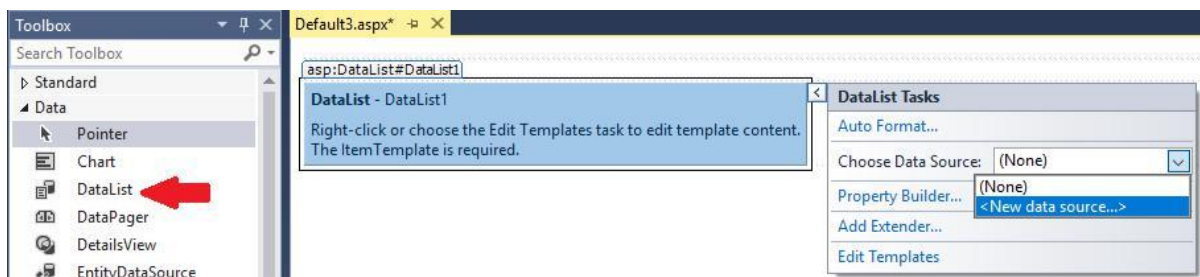 Toolbox
Search Toolbox
Standard
Data
Pointer
Chart
DataList
DataPager
DetailsView
EntityDataSource
Default3.aspx*
asp:DataList#DataList1
DataList - DataList1
Right-click or choose the Edit Templates task to edit template content.
The ItemTemplate is required.
DataList Tasks
Auto Format...
Choose Data Source: (None)
(None)
<New data source...>
Property Builder...
Add Extender...
Edit Templates